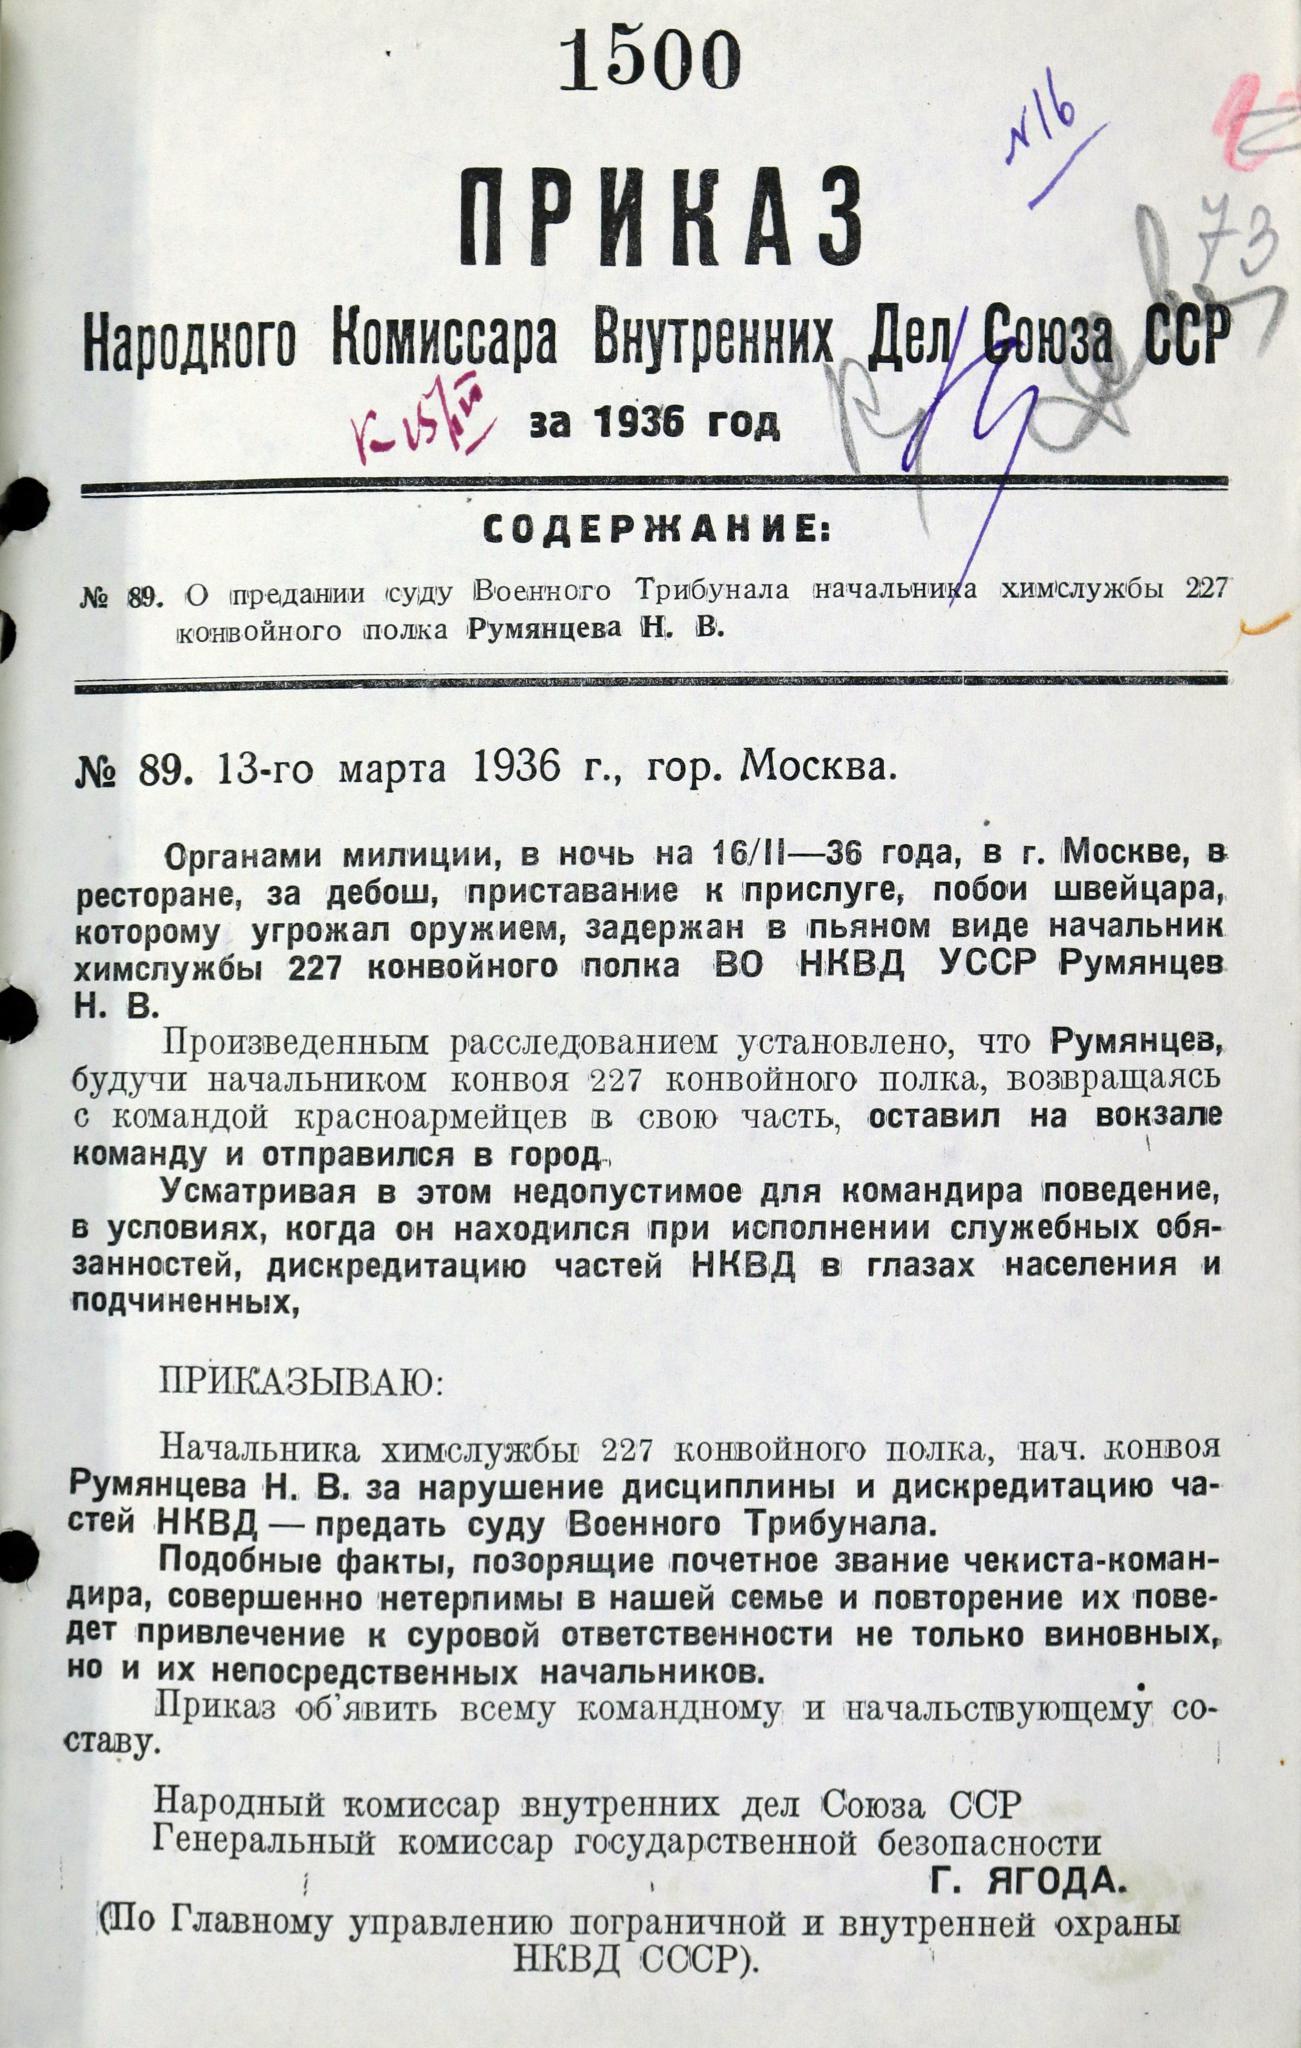 1500
№16
73
ПРИКАЗ
Народного Комиссара Внутренних Дел Союза ССР
за 1936 год
СОДЕРЖАНИЕ:
№ 89. О предании суду Военного Трибунала начальника химслужбы 227
конвойного полка Румянцева Н. В.
№ 89. 13-го марта 1936 г., гор. Москва.
Органами милиции, в ночь на 16/II—36 года, в г. Москве, в
ресторане, за дебош, приставание к прислуге, побои швейцара,
которому угрожал оружием, задержан в пьяном виде начальник
химслужбы 227 конвойного полка ВО НКВД УССР Румянцев
Н. В.
Произведенным расследованием установлено, что Румянцев,
будучи начальником конвоя 227 конвойного полка, возвращаясь
с командой красноармейцев в свою часть, оставил на вокзале
команду и отправился в город.
Усматривая в этом недопустимое для командира поведение,
в условиях, когда он находился при исполнении служебных обя-
занностей, дискредитацию частей НКВД в глазах населения и
подчиненных,
ПРИКАЗЫВАЮ:
Начальника химслужбы 227 конвойного полка, нач. конвоя
Румянцева Н. В. за нарушение дисциплины и дискредитацию ча-
стей НКВД — предать суду Военного Трибунала.
Подобные факты, позорящие почетное звание чекиста-коман-
дира, совершенно нетерпимы в нашей семье и повторение их пове-
дет привлечение к суровой ответственности не только виновных,
но и их непосредственных начальников.
Приказ об'явить всему командному и начальствующему со-
ставу.
Народный комиссар внутренних дел Союза ССР
Генеральный комиссар государственной безопасности
Г. ЯГОДА.
(По Главному управлению пограничной и внутренней охраны
НКВД СССР).